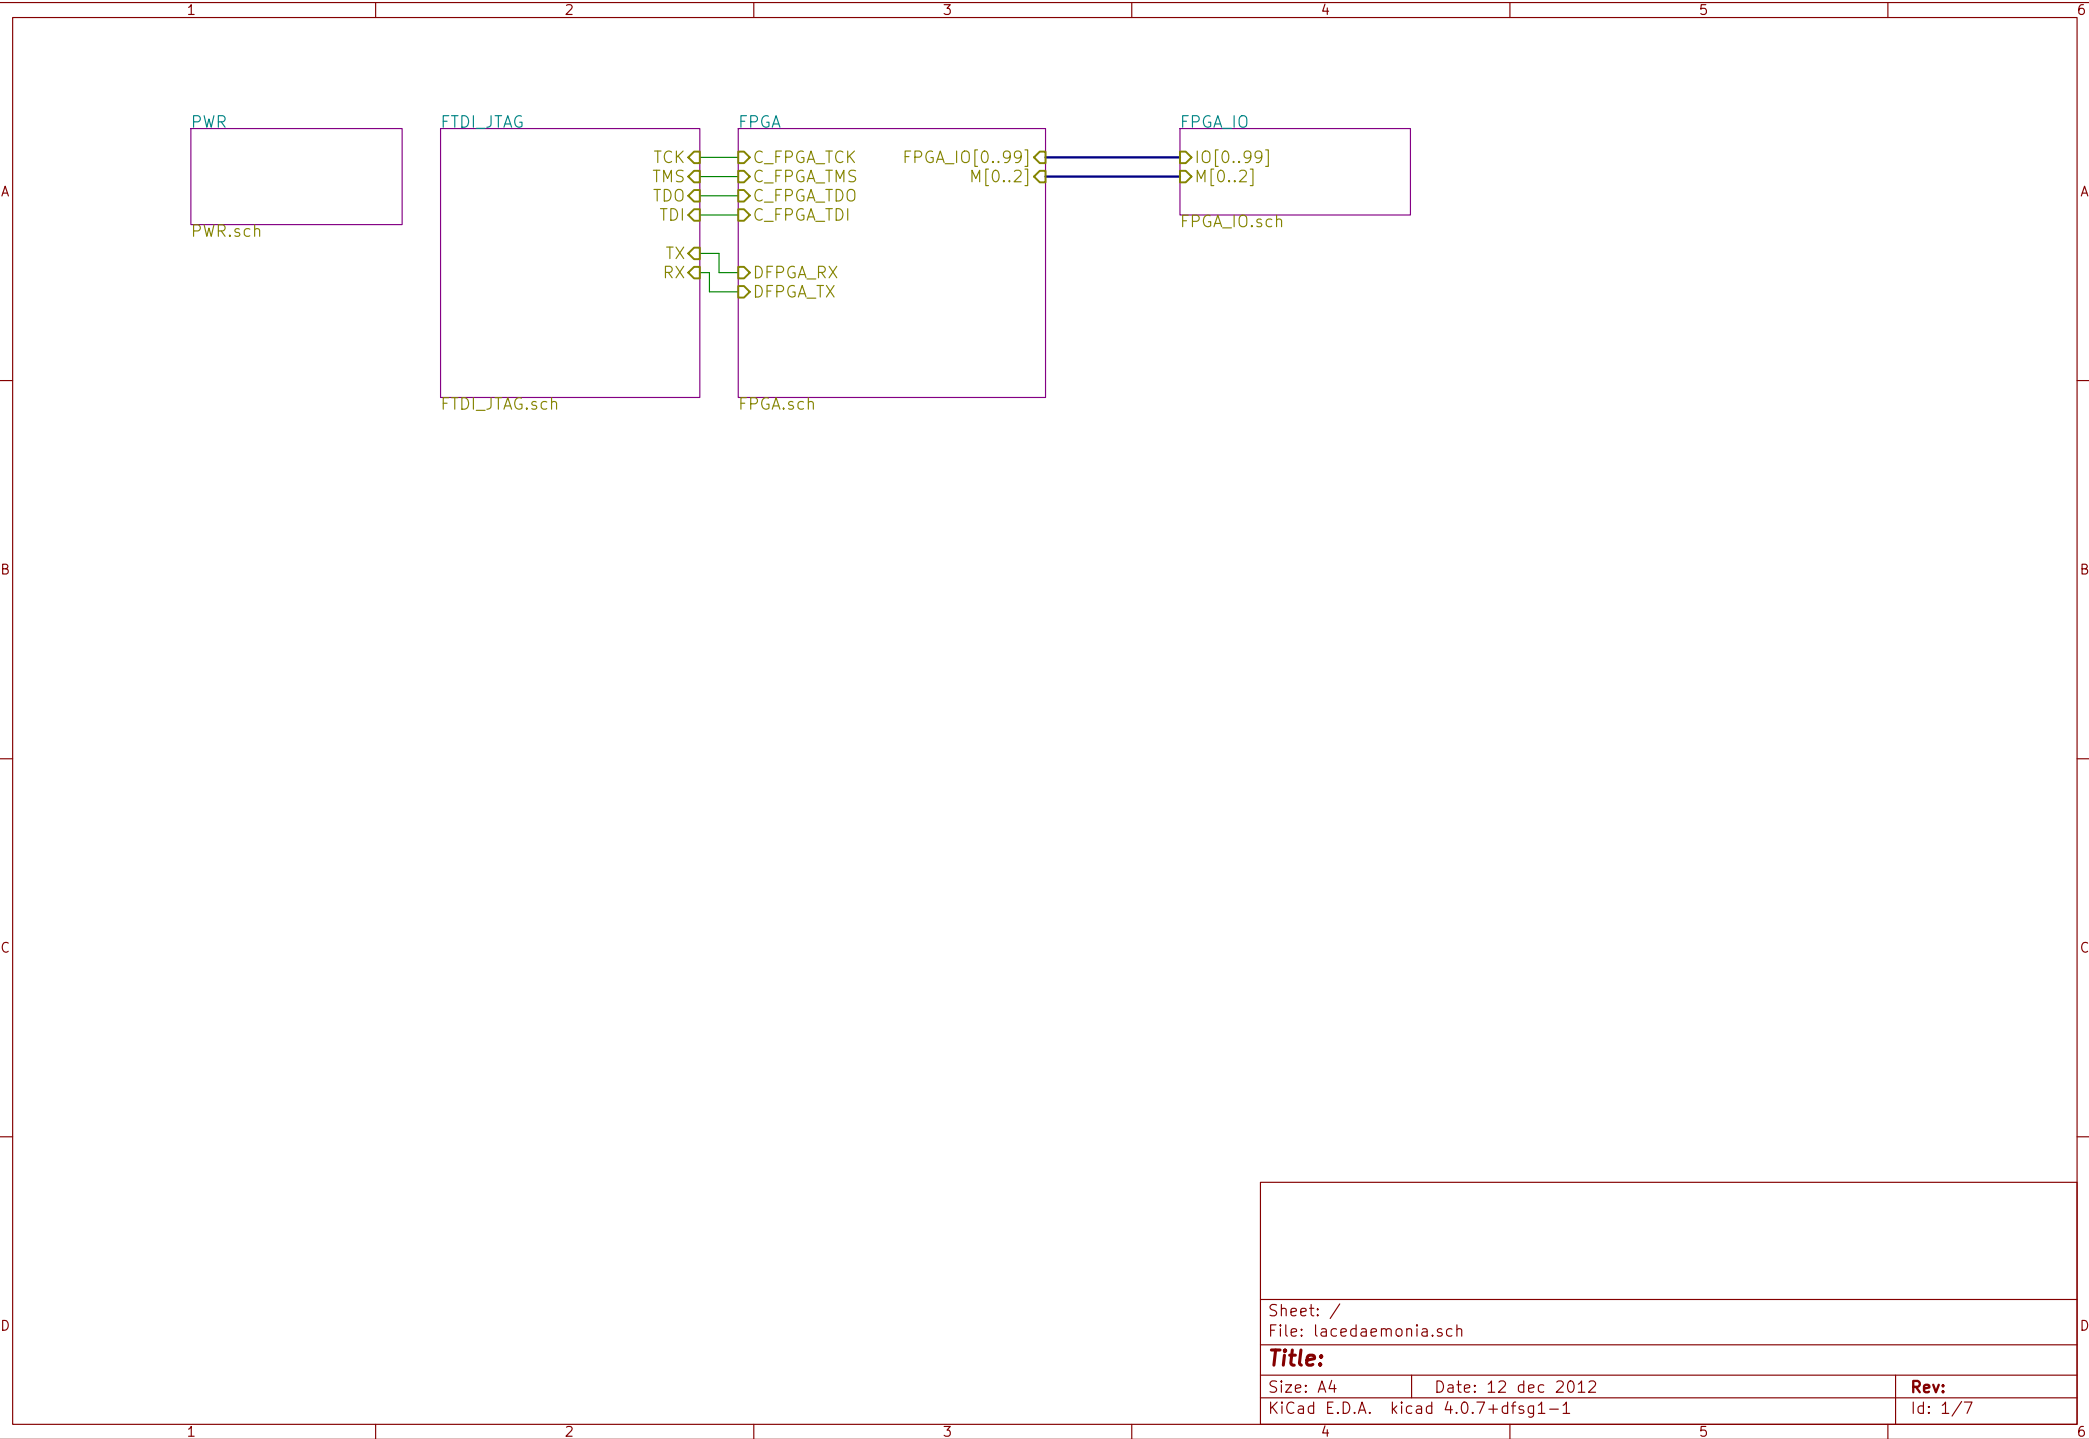 1 2 3 4 5 6
PWR
FTDI_JTAG
FPGA
FPGA_IO
TCK
C_FPGA_TCK
FPGA_IO[0..99]
IO[0..99]
TMS
C_FPGA_TMS
M[0..2]
M[0..2]
TDO
C_FPGA_TDO
TDI
C_FPGA_TDI
A
A
PWR.sch
FPGA_IO.sch
TX
RX
DFPGA_RX
DFPGA_TX
FTDI_JTAG.sch
FPGA.sch
B
B
C
C
D
D
Sheet: /
File: lacedaemonia.sch
Title:
Size: A4
Date: 12 dec 2012
Rev:
KiCad E.D.A. kicad 4.0.7+dfsg1-1
Id: 1/7
1 2 3 4 5 6